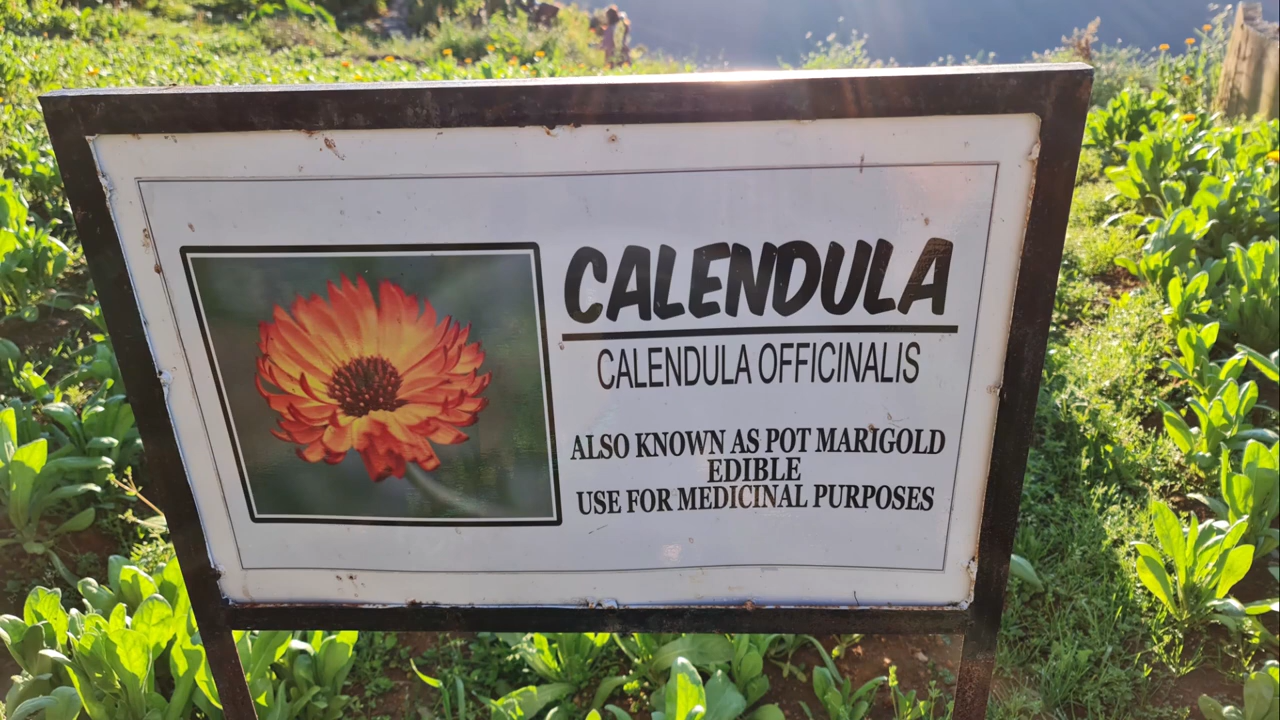 CALENDULA
CALENDULA OFFICINALIS
ALSO KNOWN AS POT MARIGOLD
EDIBLE
USE FOR MEDICINAL PURPOSES